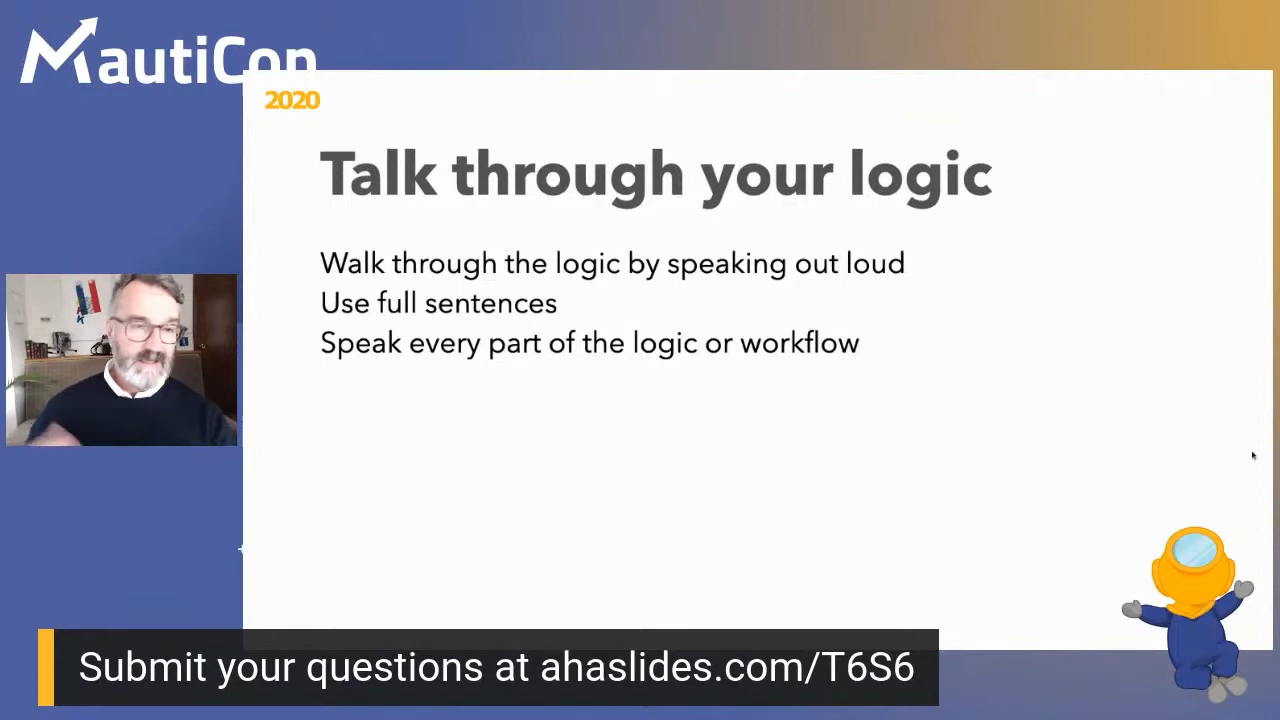 MautiCon
2020
Talk through your logic
Walk through the logic by speaking out loud
Use full sentences
Speak every part of the logic or workflow
Submit your questions at ahaslides.com/T6S6